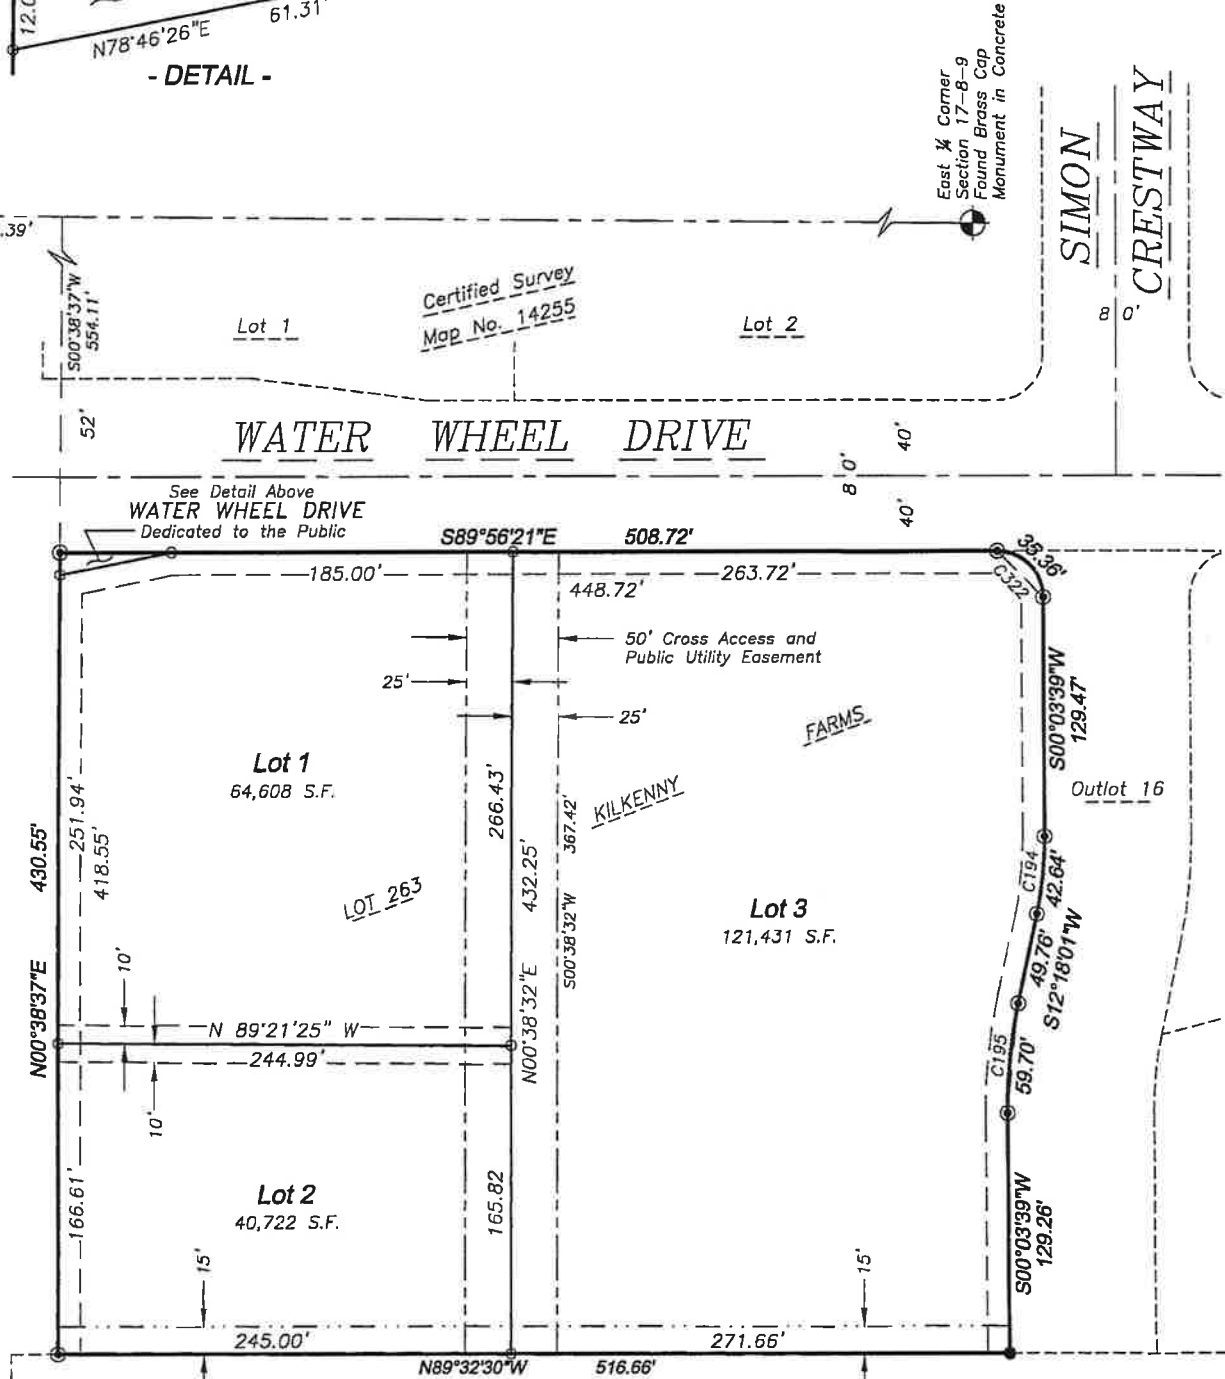 12.0
N78°46'26"E
61.31'
- DETAIL -
East ¼ Corner
Section 17-8-9
Found Brass Cap
Monument in Concrete
SIMON
CRESTWAY
80'
.39'
S00°38'37"W
554.11'
Certified Survey
Map No. 14255
Lot 1
Lot 2
52'
WATER WHEEL DRIVE
40'
80'
40'
See Detail Above
WATER WHEEL DRIVE
Dedicated to the Public
S89°56'21"E 508.72'
35.36'
C322
185.00'
263.72'
448.72'
50' Cross Access and
Public Utility Easement
25'
25'
FARMS
KILKENNY
LOT 263
S00°03'39"W
129.47'
Outlot 16
Lot 1
64,608 S.F.
266.43'
367.42'
251.94'
418.55'
430.55'
N00°38'37"E
432.25'
N00°38'32"E
S00°38'32"W
Lot 3
121,431 S.F.
C194
42.64'
49.76'
S12°18'01"W
C195
59.70'
10'
N 89°21'25" W
244.99'
10'
Lot 2
40,722 S.F.
166.61'
165.82
S00°03'39"W
129.26'
15'
15'
245.00'
271.66'
N89°32'30"W 516.66'